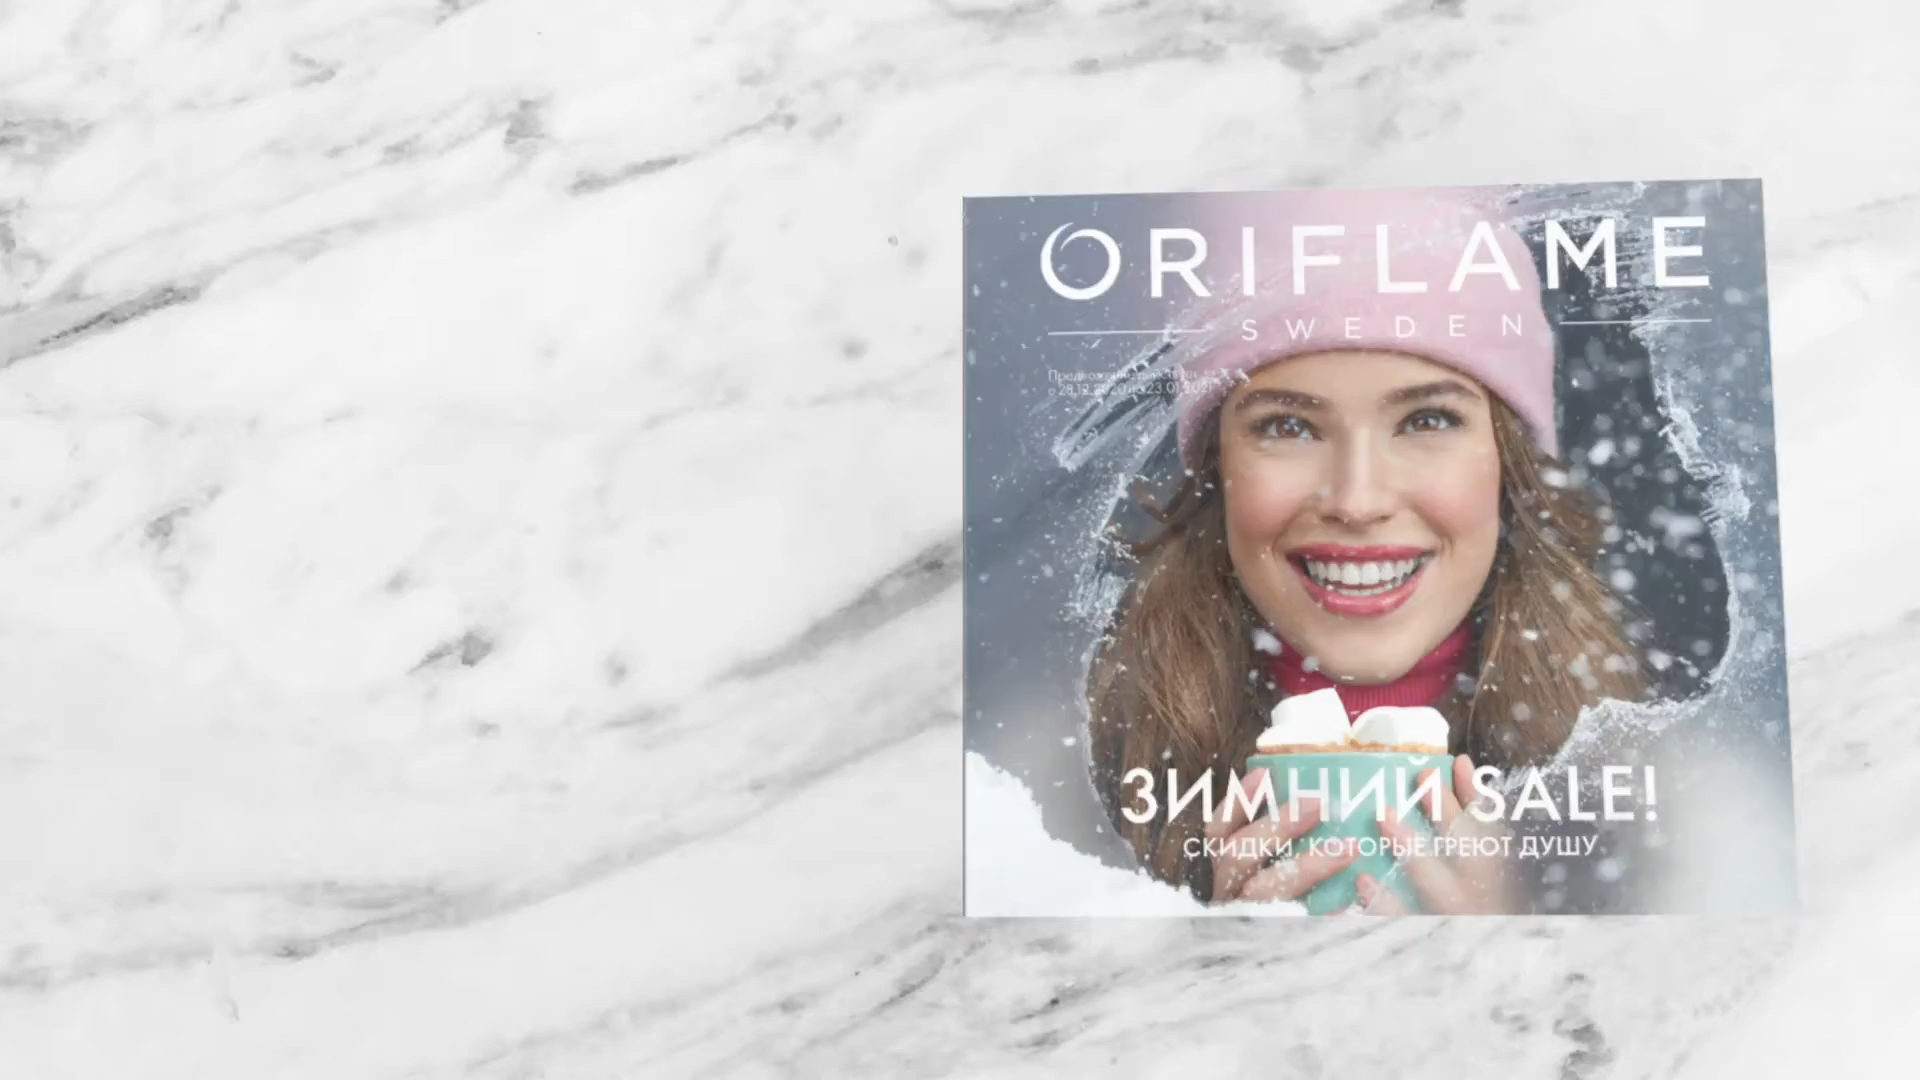 ORIFLAME
SWEDEN
ЗИМНИЙ SALE!
СКИДКИ, КОТОРЫЕ ГРЕЮТ ДУШУ